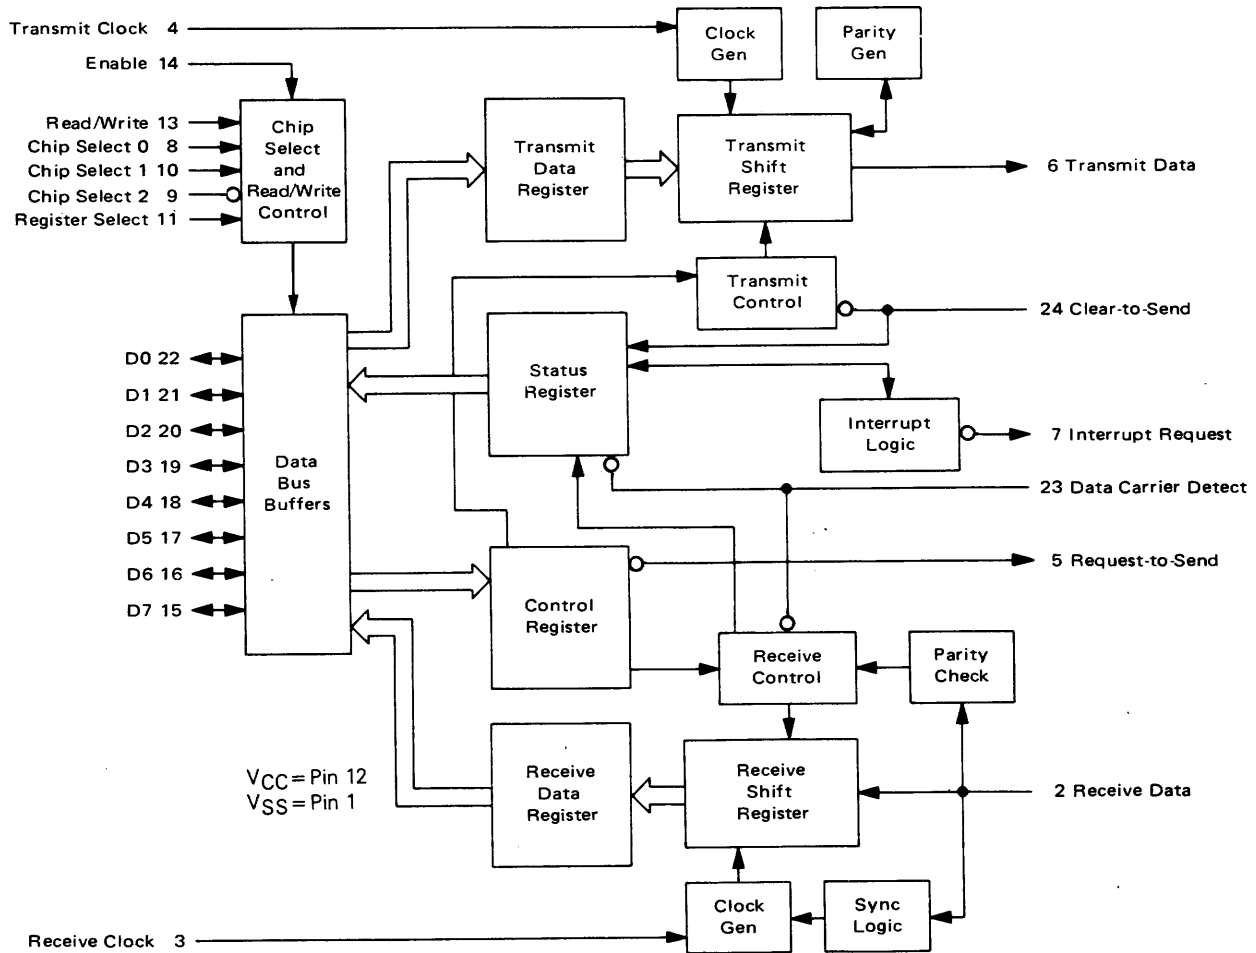 Transmit Clock 4
Enable 14
Read/Write 13
Chip Select 0 8
Chip Select 1 10
Chip Select 2 9
Register Select 11
Chip
Select
and
Read/Write
Control
Clock
Gen
Parity
Gen
Transmit
Data
Register
Transmit
Shift
Register
6 Transmit Data
Transmit
Control
24 Clear-to-Send
Status
Register
Interrupt
Logic
7 Interrupt Request
23 Data Carrier Detect
D0 22
D1 21
D2 20
D3 19
D4 18
D5 17
D6 16
D7 15
Data
Bus
Buffers
5 Request-to-Send
Control
Register
Receive
Control
Parity
Check
VCC = Pin 12
VSS = Pin 1
Receive
Data
Register
Receive
Shift
Register
2 Receive Data
Clock
Gen
Sync
Logic
Receive Clock 3